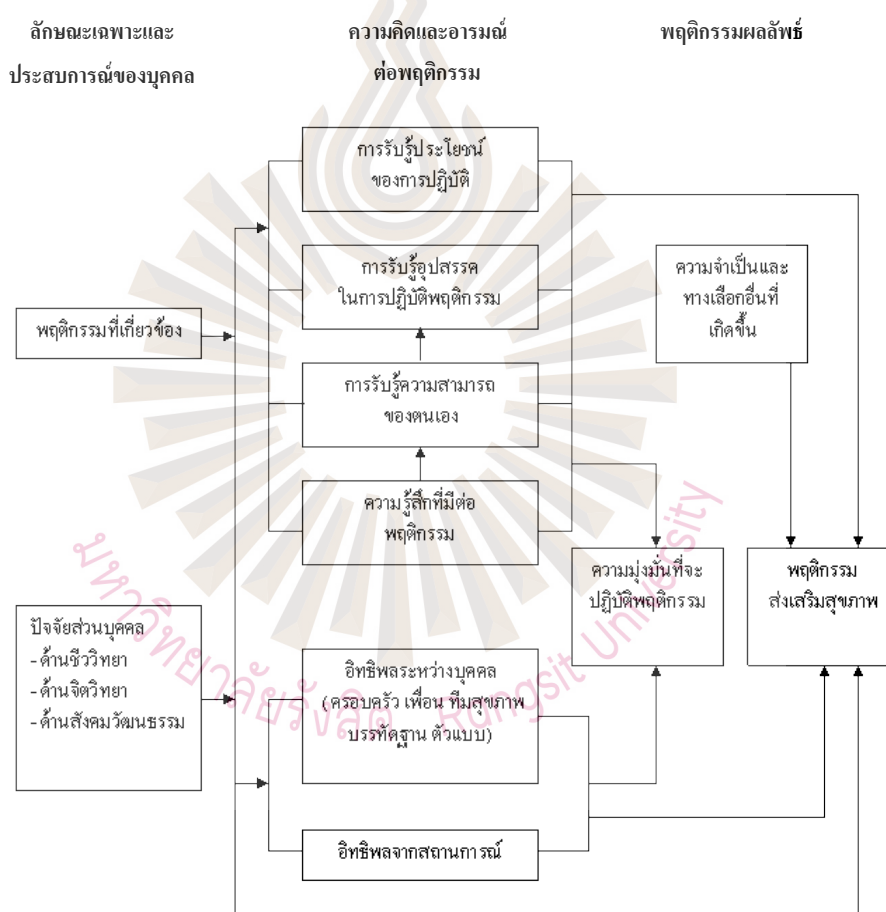 ลักษณะเฉพาะและ
ประสบการณ์ของบุคคล
ความคิดและอารมณ์
ต่อพฤติกรรม
พฤติกรรมผลลัพธ์
การรับรู้ประโยชน์
ของการปฏิบัติ
การรับรู้อุปสรรค
ในการปฏิบัติพฤติกรรม
ความจำเป็นและ
ทางเลือกอื่นที่
เกิดขึ้น
พฤติกรรมที่เกี่ยวข้อง
การรับรู้ความสามารถ
ของตนเอง
ความรู้สึกที่มีต่อ
พฤติกรรม
ความมุ่งมั่นที่จะ
ปฏิบัติพฤติกรรม
พฤติกรรม
ส่งเสริมสุขภาพ
ปัจจัยส่วนบุคคล
-ด้านชีววิทยา
-ด้านจิตวิทยา
-ด้านสังคมวัฒนธรรม
อิทธิพลระหว่างบุคคล
(ครอบครัว เพื่อน ทีมสุขภาพ
บรรทัดฐาน ตัวแบบ)
อิทธิพลจากสถานการณ์
มหาวิทยาลัยรังสิต Rangsit University